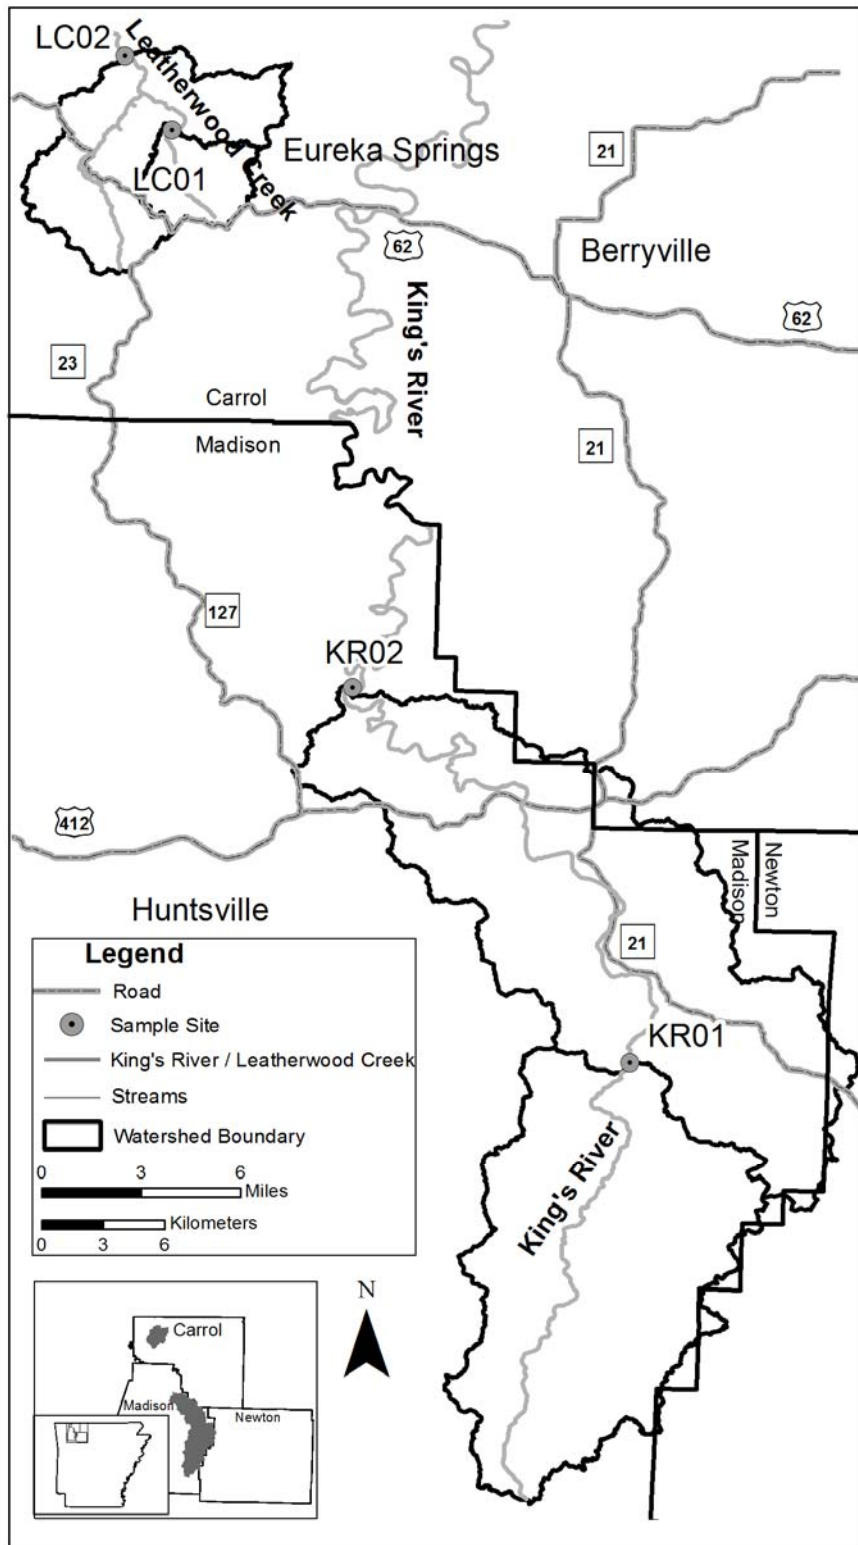 LC02
Leatherwood Creek
LC01
Eureka Springs
21
Berryville
62
62
King's River
23
Carrol
Madison
21
127
KR02
412
Newton
Madison
Huntsville
21
KR01
King's River
Legend
Road
Sample Site
King's River / Leatherwood Creek
Streams
Watershed Boundary
0 3 6
Miles
Kilometers
0 3 6
N
Carrol
Madison
Newton